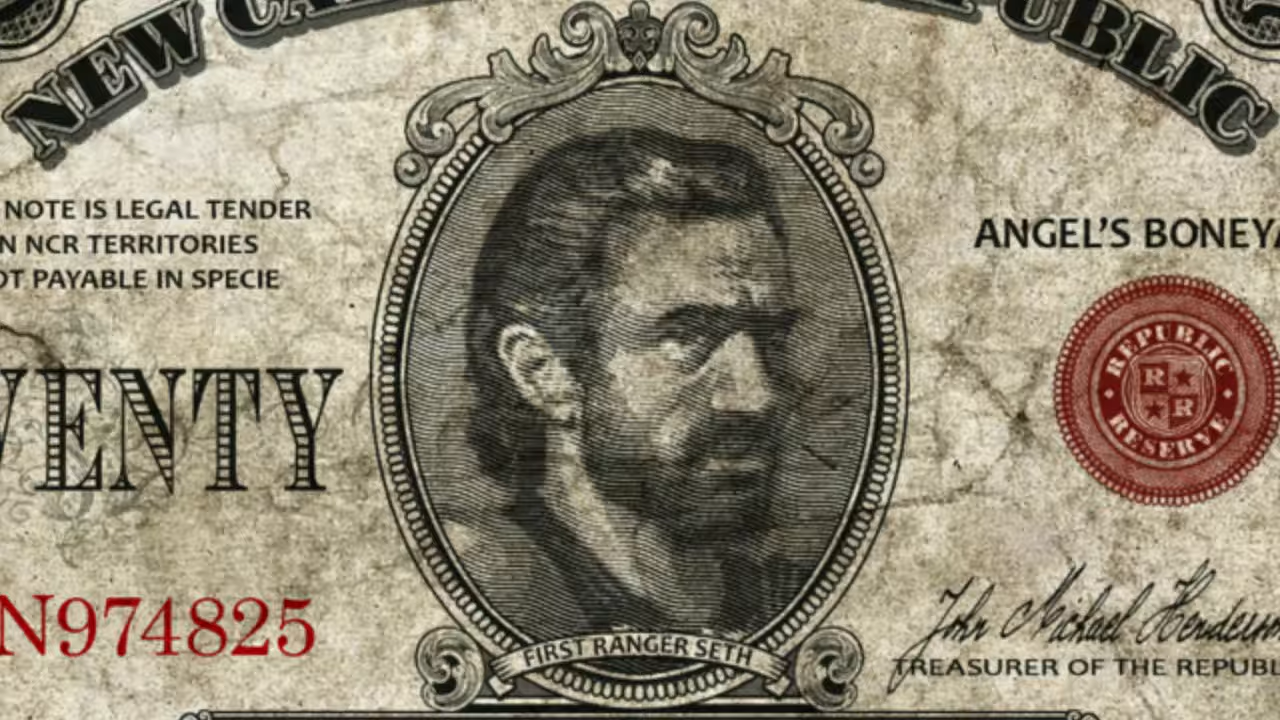 NEW CA
PUBLIC
NOTE IS LEGAL TENDER
N NCR TERRITORIES
OT PAYABLE IN SPECIE
VENTY
N974825
FIRST RANGER SETH
ANGEL'S BONEYA
REPUBLIC
R
R
RESERVE
John Michael Henderson
TREASURER OF THE REPUBL